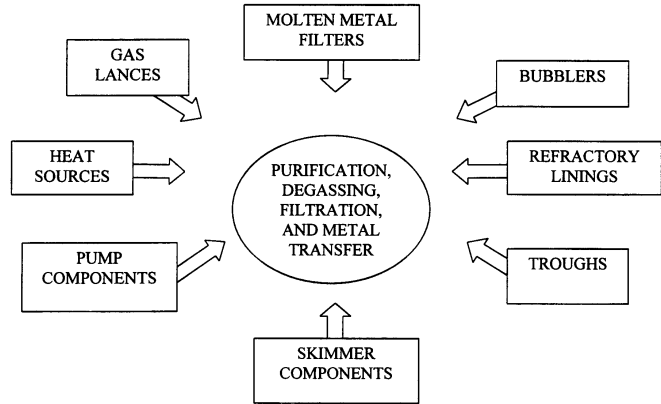 MOLTEN METAL
FILTERS
GAS
LANCES
BUBBLERS
HEAT
SOURCES
PURIFICATION,
DEGASSING,
FILTRATION,
AND METAL
TRANSFER
REFRACTORY
LININGS
PUMP
COMPONENTS
TROUGHS
SKIMMER
COMPONENTS